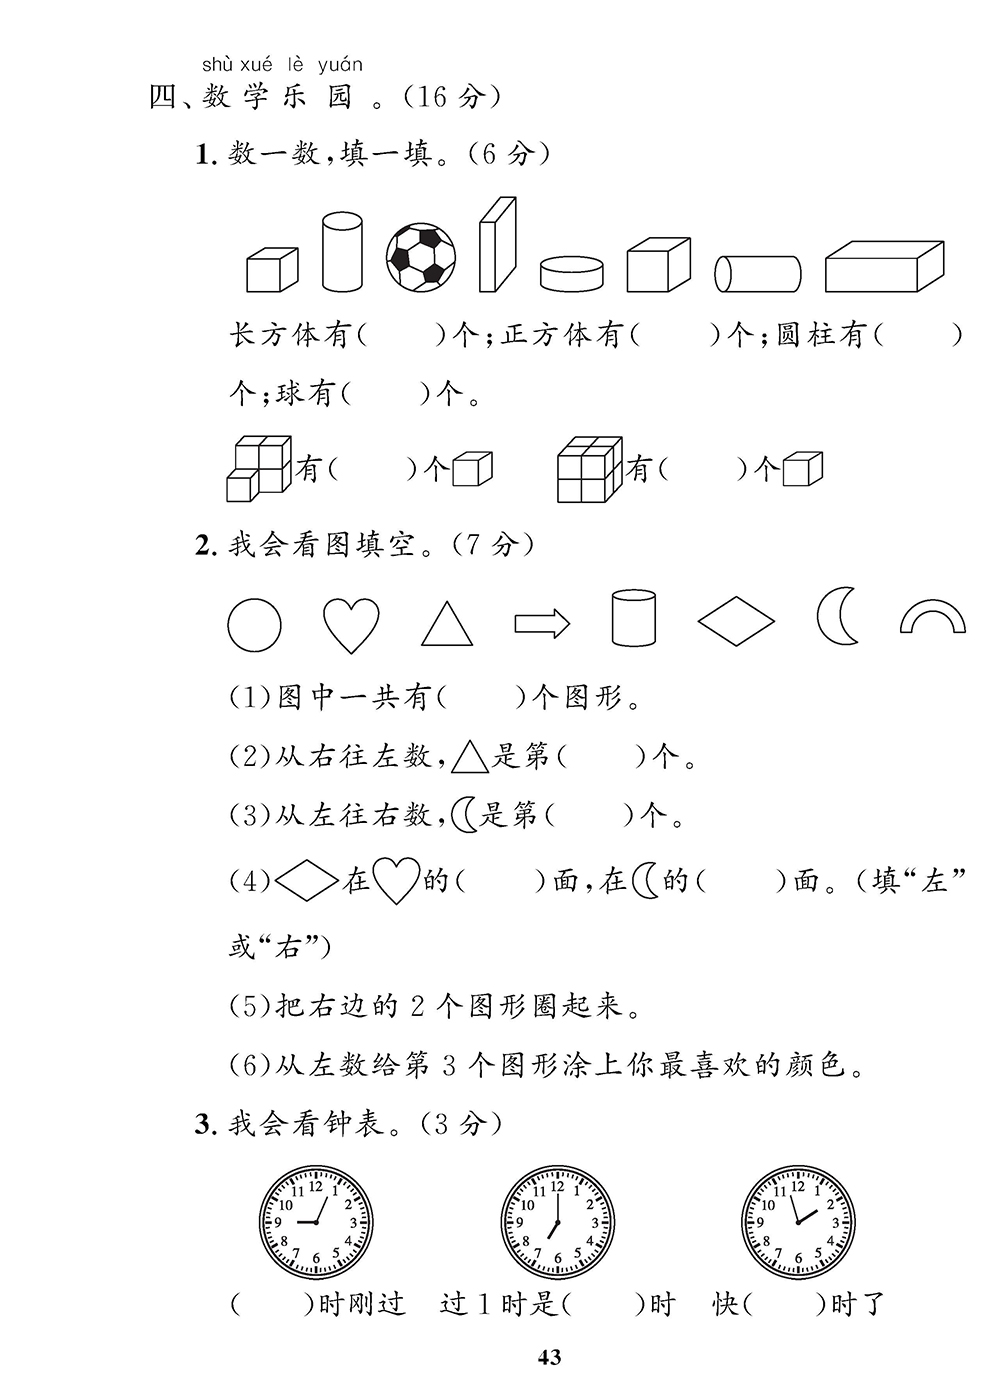 shù xué lè yuán
四、数学乐园。(16分)
1. 数一数,填一填。(6分)
长方体有(  )个;正方体有(  )个;圆柱有(  )
个;球有(  )个。
有(  )个 有(  )个
2. 我会看图填空。(7分)
(1)图中一共有(  )个图形。
(2)从右往左数,是第(  )个。
(3)从左往右数,是第(  )个。
(4)在的(  )面,在的(  )面。(填“左”
或“右”)
(5)把右边的2个图形圈起来。
(6)从左数给第3个图形涂上你最喜欢的颜色。
3. 我会看钟表。(3分)
12 1 2 3 4 5 6 7 8 9 10 11
12 1 2 3 4 5 6 7 8 9 10 11
12 1 2 3 4 5 6 7 8 9 10 11
(  )时刚过 过1时是(  )时 快(  )时了
43